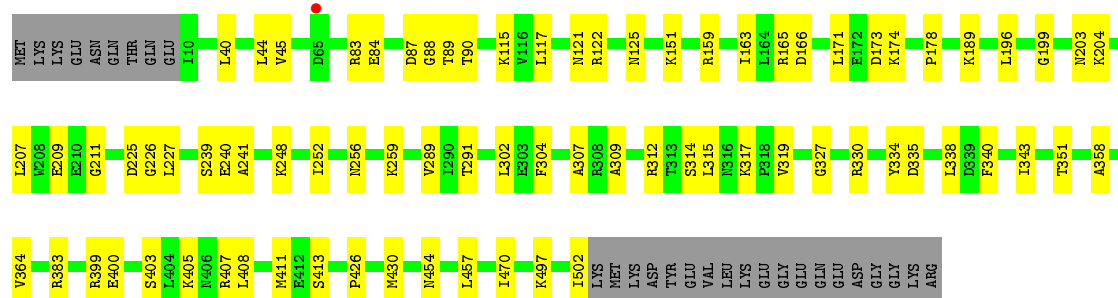 MET LYS LYS GLU ASN GLN THR GLN GLU I10 L40 L44 V45 D65 R83 E84 D87 G88 T89 T90 K115 V116 L117 N121 R122 N125 K151 R159 I163 L164 R165 D166 L171 E172 D173 K174 P178 K189 L196 G199 N203 K204
L207 W208 E209 E210 G211 D225 G226 L227 S239 E240 A241 K248 I252 N256 K259 V289 I290 T291 L302 E303 F304 A307 R308 A309 R312 T313 S314 L315 N316 K317 P318 V319 G327 R330 Y334 D335 L338 D339 F340 I343 T351 A358
V364 R383 R399 E400 S403 L404 K405 N406 R407 L408 M411 E412 S413 P426 M430 N454 L457 I470 K497 I502 LYS MET LYS ASP TYR GLU VAL LEU LYS GLU GLY GLU GLN GLU ASP GLY GLY LYS ARG